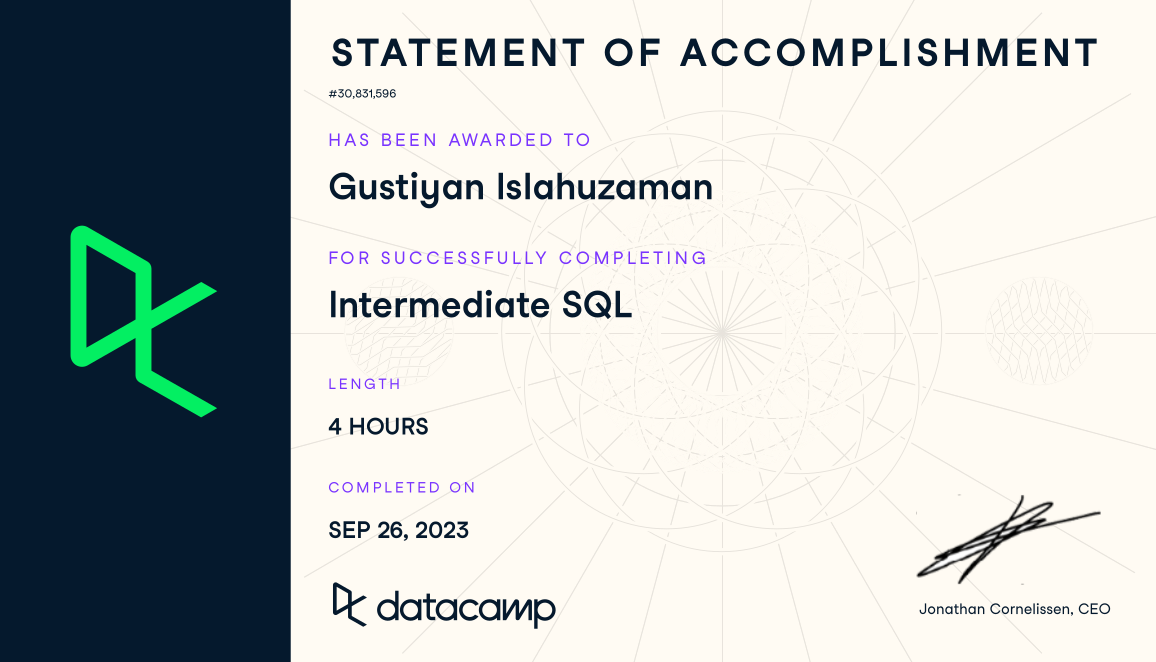 STATEMENT OF ACCOMPLISHMENT
#30,831,596
HAS BEEN AWARDED TO
Gustiyan Islahuzaman
FOR SUCCESSFULLY COMPLETING
Intermediate SQL
LENGTH
4 HOURS
COMPLETED ON
SEP 26, 2023
datacamp
Jonathan Cornelissen, CEO